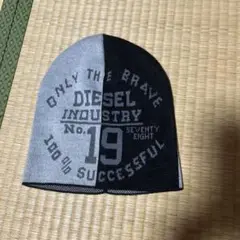 ONLY THE BRAVE
DIESEL
INDUSTRY
No. 19
SEVENTY
EIGHT
100% SUCCESSFUL